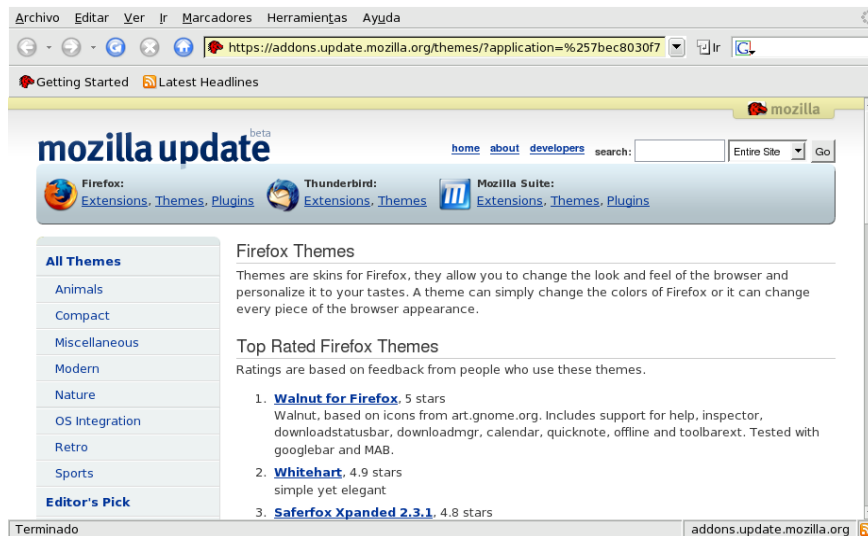 Archivo Editar Ver Ir Marcadores Herramientas Ayuda
https://addons.update.mozilla.org/themes/?application=%257bec8030f7 Ir G
Getting Started Latest Headlines
mozilla
mozilla update beta
home about developers search: Entire Site Go
Firefox: Thunderbird: Mozilla Suite:
Extensions, Themes, Plugins Extensions, Themes Extensions, Themes, Plugins
All Themes
Animals
Compact
Miscellaneous
Modern
Nature
OS Integration
Retro
Sports
Editor's Pick
Firefox Themes
Themes are skins for Firefox, they allow you to change the look and feel of the browser and
personalize it to your tastes. A theme can simply change the colors of Firefox or it can change
every piece of the browser appearance.
Top Rated Firefox Themes
Ratings are based on feedback from people who use these themes.
1. Walnut for Firefox, 5 stars
Walnut, based on icons from art.gnome.org. Includes support for help, inspector,
downloadstatusbar, downloadmgr, calendar, quicknote, offline and toolbarext. Tested with
googlebar and MAB.
2. Whitehart, 4.9 stars
simple yet elegant
3. Saferfox Xpanded 2.3.1, 4.8 stars
Terminado addons.update.mozilla.org